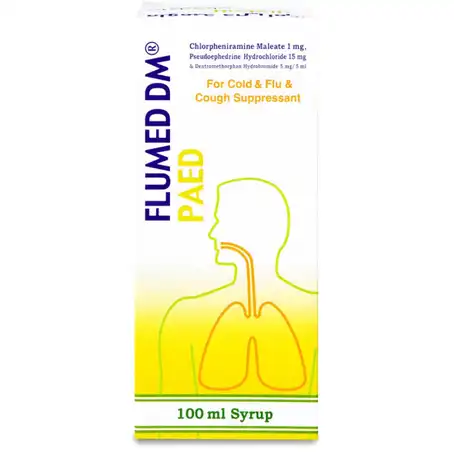 Chlorpheniramine Maleate 1 mg,
Pseudoephedrine Hydrochloride 15 mg
& Dextromethorphan Hydrobromide 5 mg/5 ml
For Cold & Flu &
Cough Suppressant
FLUMED DM®
PAED
100 ml Syrup